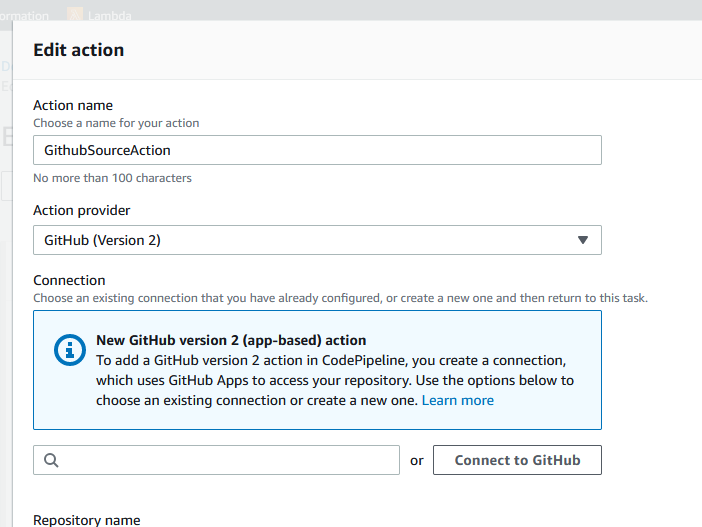 Lambda
Edit action
Action name
Choose a name for your action
GithubSourceAction
No more than 100 characters
Action provider
GitHub (Version 2)
Connection
Choose an existing connection that you have already configured, or create a new one and then return to this task.
New GitHub version 2 (app-based) action
To add a GitHub version 2 action in CodePipeline, you create a connection,
which uses GitHub Apps to access your repository. Use the options below to
choose an existing connection or create a new one. Learn more
or Connect to GitHub
Repository name